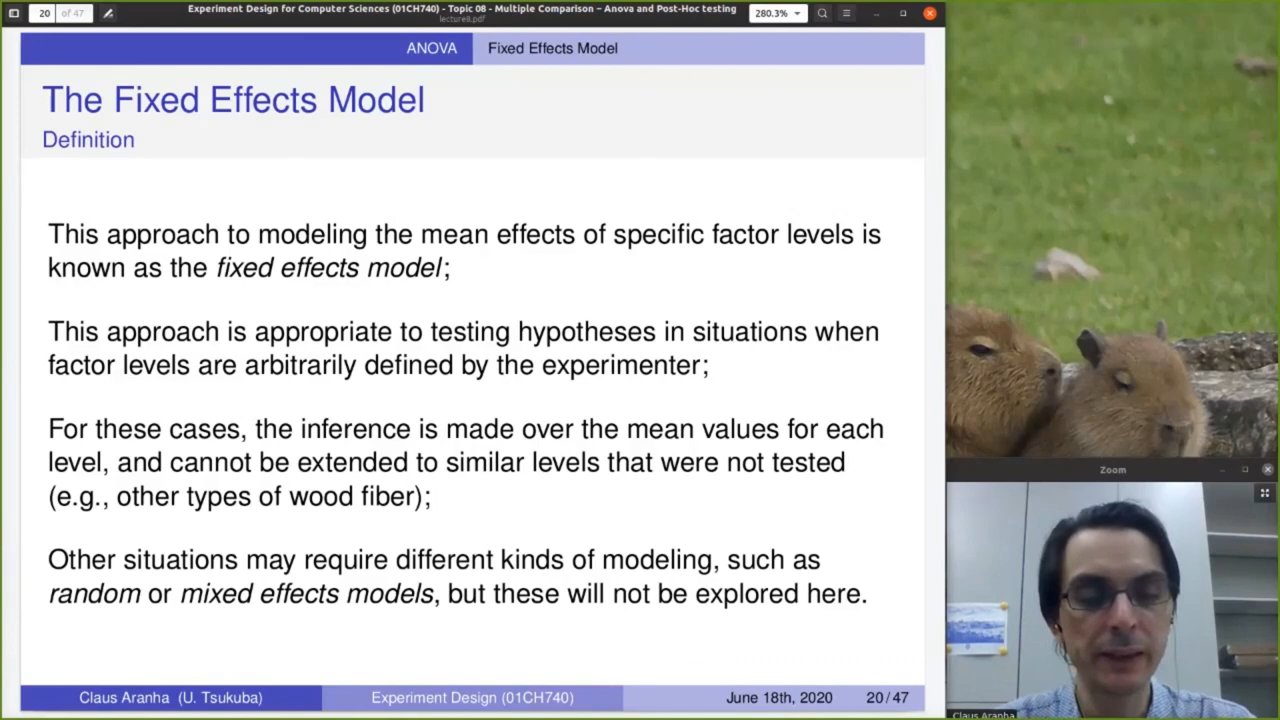 20 of 47
Experiment Design for Computer Sciences (01CH740) - Topic 08 - Multiple Comparison – Anova and Post-Hoc testing
lecture8.pdf
280.3%
ANOVA Fixed Effects Model
The Fixed Effects Model
Definition
This approach to modeling the mean effects of specific factor levels is
known as the fixed effects model;
This approach is appropriate to testing hypotheses in situations when
factor levels are arbitrarily defined by the experimenter;
For these cases, the inference is made over the mean values for each
level, and cannot be extended to similar levels that were not tested
(e.g., other types of wood fiber);
Other situations may require different kinds of modeling, such as
random or mixed effects models, but these will not be explored here.
Claus Aranha (U. Tsukuba) Experiment Design (01CH740) June 18th, 2020 20/47
Zoom
Claus Aranha